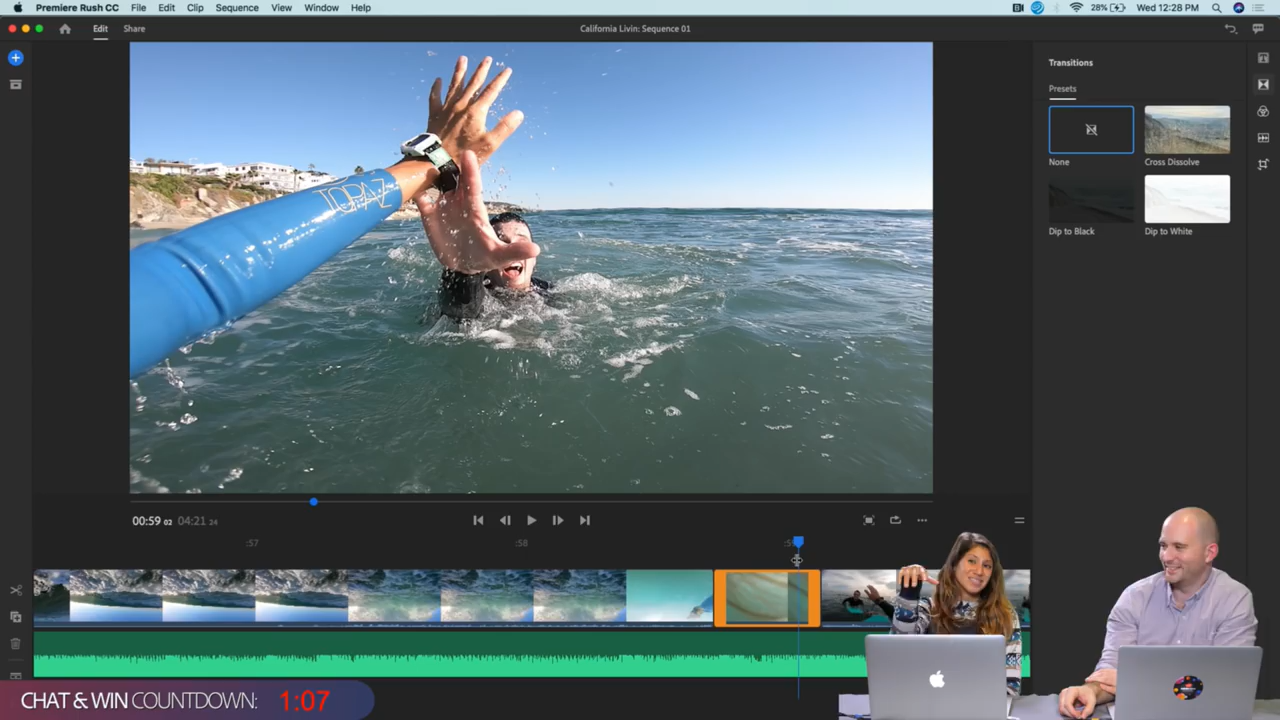 Premiere Rush CC File Edit Clip Sequence View Window Help 28% Wed 12:28 PM
Edit Share California Livin: Sequence 01
Transitions
Presets
None Cross Dissolve
Dip to Black Dip to White
TOPAZ
00:59 02 04:21 24
:57 :58
CHAT & WIN COUNTDOWN: 1:07